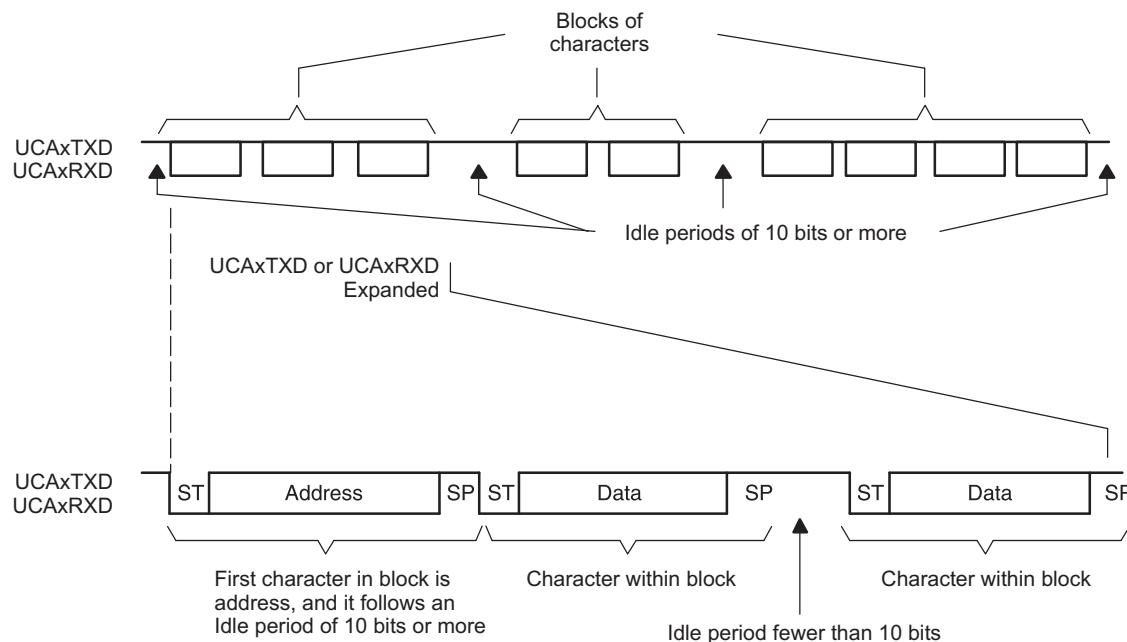 Blocks of
characters
UCAxTXD
UCAxRXD
Idle periods of 10 bits or more
UCAxTXD or UCAxRXD
Expanded
UCAxTXD
UCAxRXD
ST Address SP ST Data SP ST Data SP
First character in block is
address, and it follows an
Idle period of 10 bits or more
Character within block
Character within block
Idle period fewer than 10 bits